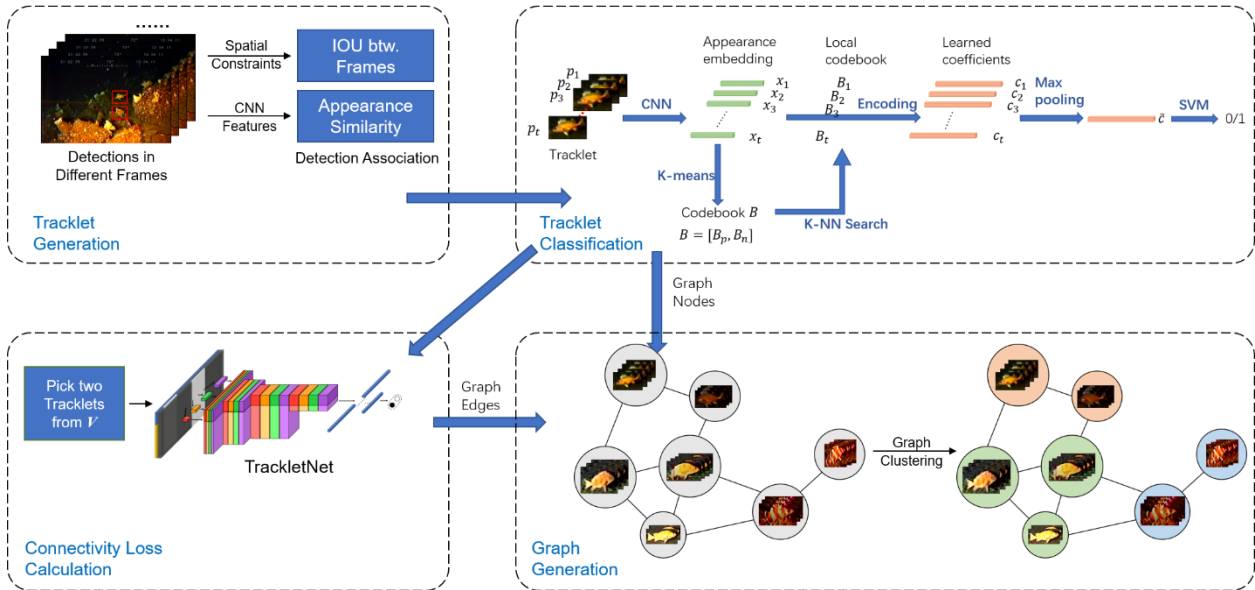 ......
Spatial
Constraints
IOU btw.
Frames
CNN
Features
Appearance
Similarity
Detections in
Different Frames
Detection Association
Tracklet
Generation
Appearance
embedding
Local
codebook
Learned
coefficients
p₁
p₂
p₃
pₜ
Tracklet
CNN
x₁
x₂
x₃
xₜ
B₁
B₂
B₃
Bₜ
Encoding
c₁
c₂
c₃
cₜ
Max
pooling
c̄
SVM
0/1
K-means
Codebook B
B = [Bₚ, Bₙ]
K-NN Search
Tracklet
Classification
Graph
Nodes
Pick two
Tracklets
from V
TrackletNet
Connectivity Loss
Calculation
Graph
Edges
Graph
Clustering
Graph
Generation